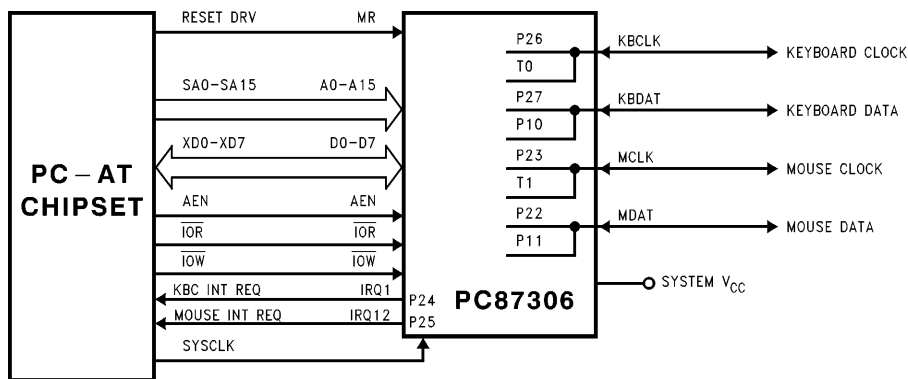 RESET DRV MR
SA0-SA15 A0-A15
XD0-XD7 D0-D7
PC-AT
CHIPSET
AEN AEN
IOR IOR
IOW IOW
KBC INT REQ IRQ1 P24
MOUSE INT REQ IRQ12 P25
SYSCLK
P26 KBCLK KEYBOARD CLOCK
T0
P27 KBDAT KEYBOARD DATA
P10
P23 MCLK MOUSE CLOCK
T1
P22 MDAT MOUSE DATA
P11
PC87306
SYSTEM VCC